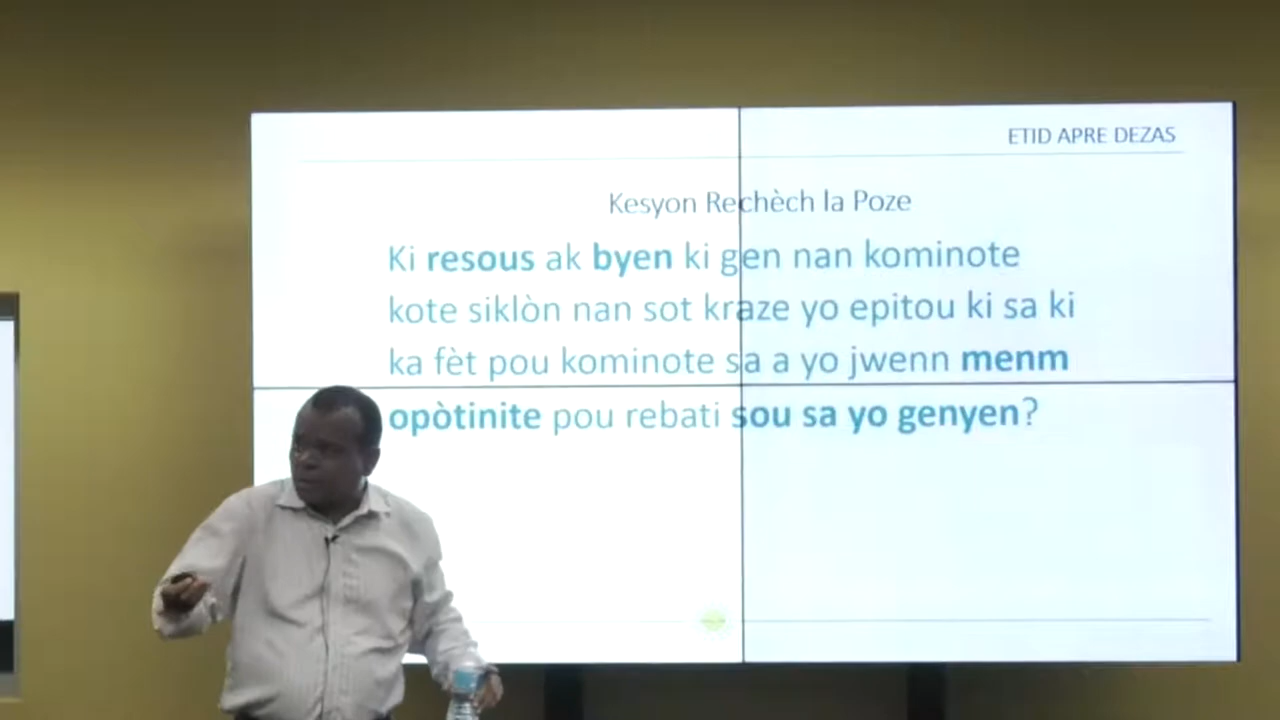 ETID APRE DEZAS
Kesyon Rechèch la Poze
Ki resous ak byen ki gen nan kominote
kote siklòn nan sot kraze yo epitou ki sa ki
ka fèt pou kominote sa a yo jwenn menm
opòtinite pou rebati sou sa yo genyen?